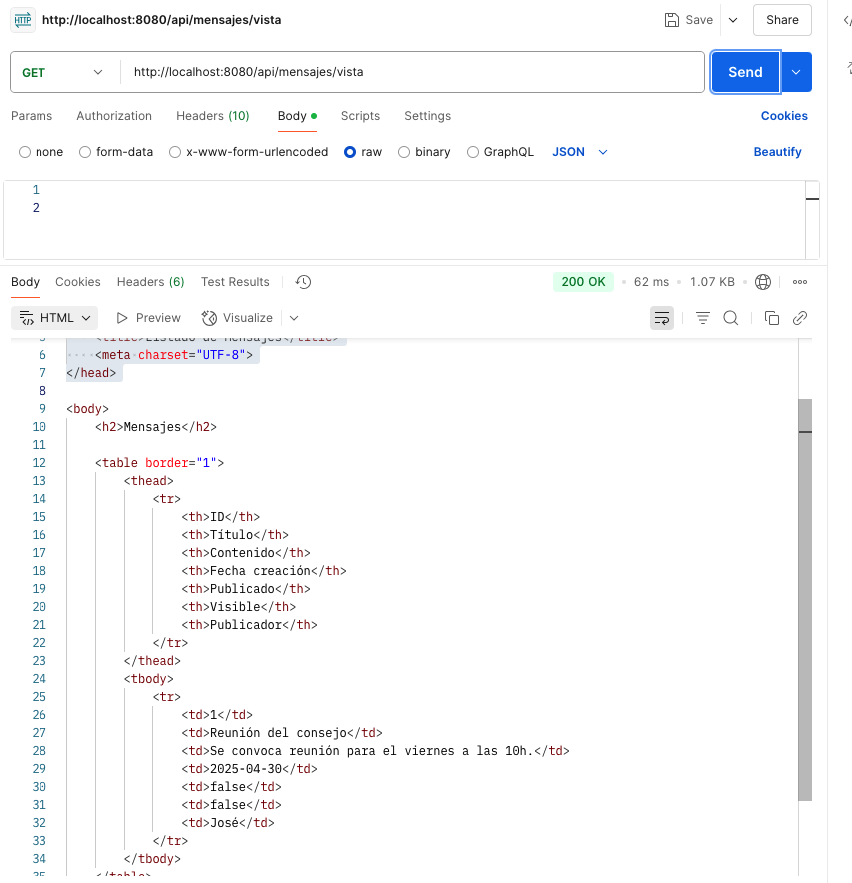 HTTP http://localhost:8080/api/mensajes/vista Save Share
GET http://localhost:8080/api/mensajes/vista Send
Params Authorization Headers (10) Body Scripts Settings Cookies
none form-data x-www-form-urlencoded raw binary GraphQL JSON Beautify
1
2
Body Cookies Headers (6) Test Results 200 OK 62 ms 1.07 KB
HTML Preview Visualize
5 <title>Listado de Mensajes</title>
6 <meta charset="UTF-8">
7 </head>
8
9 <body>
10 <h2>Mensajes</h2>
11
12 <table border="1">
13 <thead>
14 <tr>
15 <th>ID</th>
16 <th>Título</th>
17 <th>Contenido</th>
18 <th>Fecha creación</th>
19 <th>Publicado</th>
20 <th>Visible</th>
21 <th>Publicador</th>
22 </tr>
23 </thead>
24 <tbody>
25 <tr>
26 <td>1</td>
27 <td>Reunión del consejo</td>
28 <td>Se convoca reunión para el viernes a las 10h.</td>
29 <td>2025-04-30</td>
30 <td>false</td>
31 <td>false</td>
32 <td>José</td>
33 </tr>
34 </tbody>
35 </table>